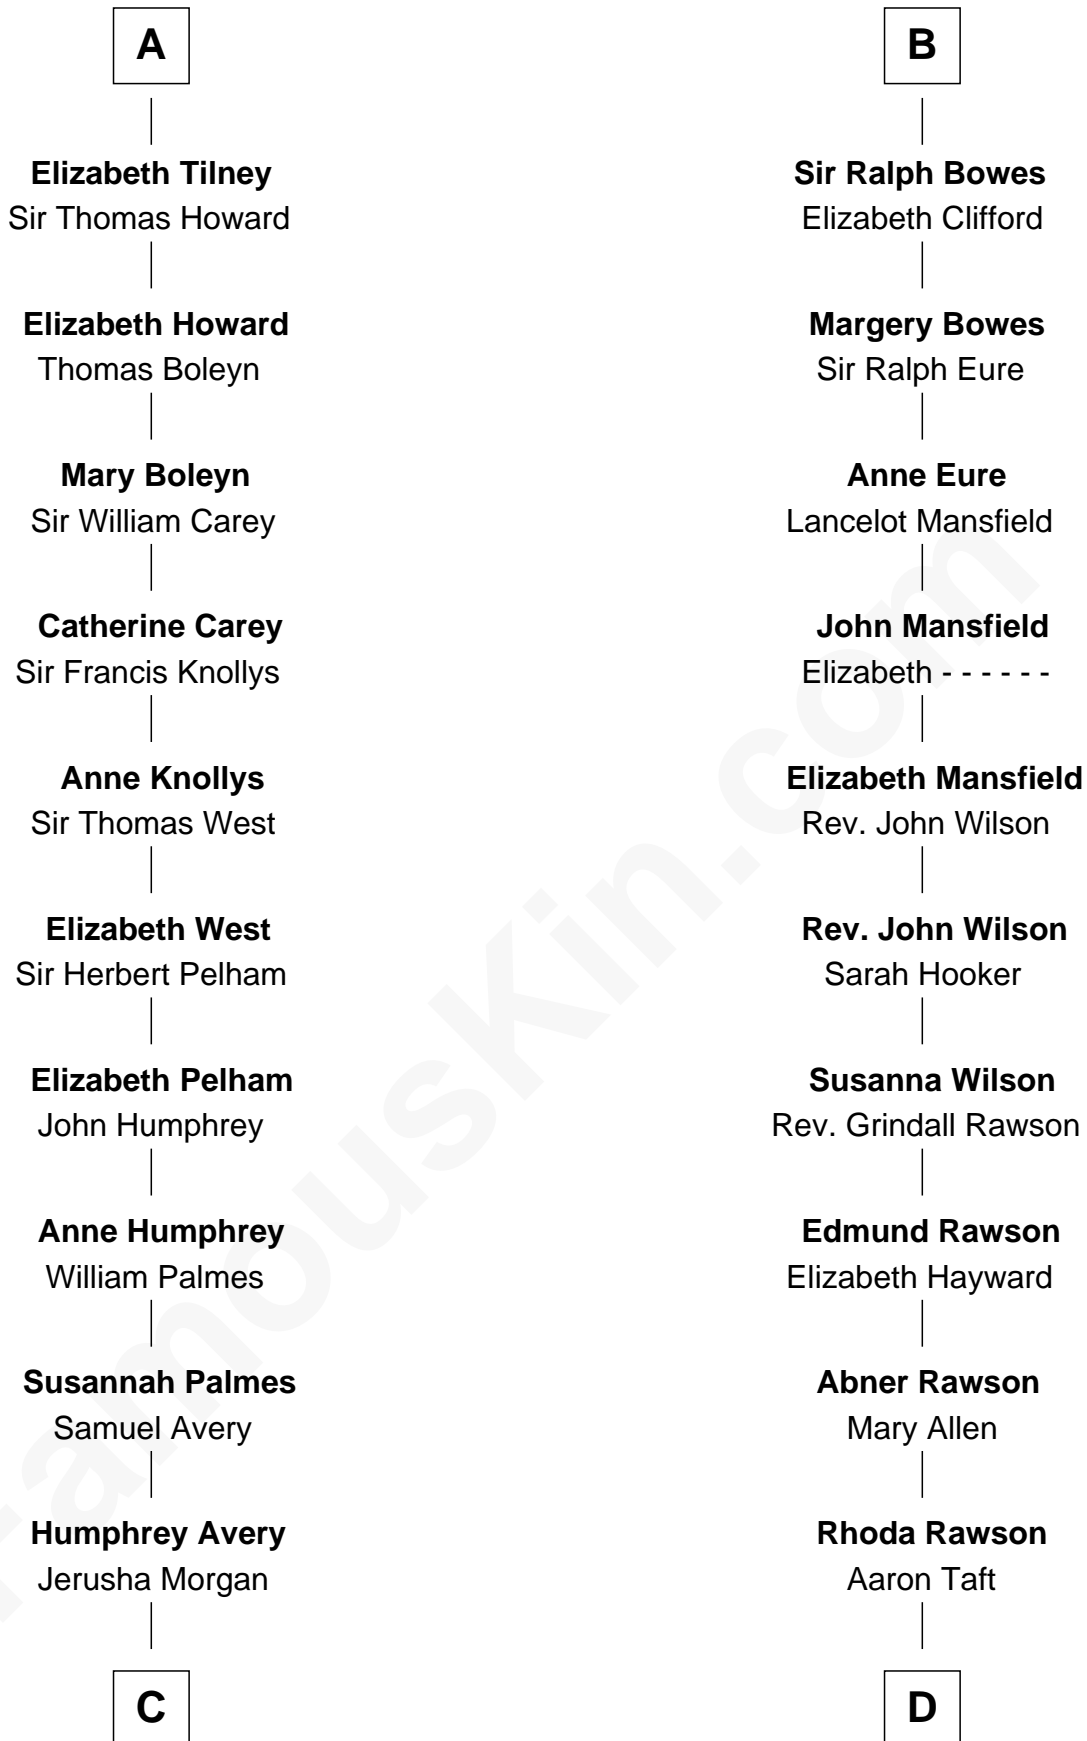 A
Elizabeth Tilney
Sir Thomas Howard
Elizabeth Howard
Thomas Boleyn
Mary Boleyn
Sir William Carey
Catherine Carey
Sir Francis Knollys
Anne Knollys
Sir Thomas West
Elizabeth West
Sir Herbert Pelham
Elizabeth Pelham
John Humphrey
Anne Humphrey
William Palmes
Susannah Palmes
Samuel Avery
Humphrey Avery
Jerusha Morgan
C
B
Sir Ralph Bowes
Elizabeth Clifford
Margery Bowes
Sir Ralph Eure
Anne Eure
Lancelot Mansfield
John Mansfield
Elizabeth - - - - - -
Elizabeth Mansfield
Rev. John Wilson
Rev. John Wilson
Sarah Hooker
Susanna Wilson
Rev. Grindall Rawson
Edmund Rawson
Elizabeth Hayward
Abner Rawson
Mary Allen
Rhoda Rawson
Aaron Taft
D
FamousKin.com